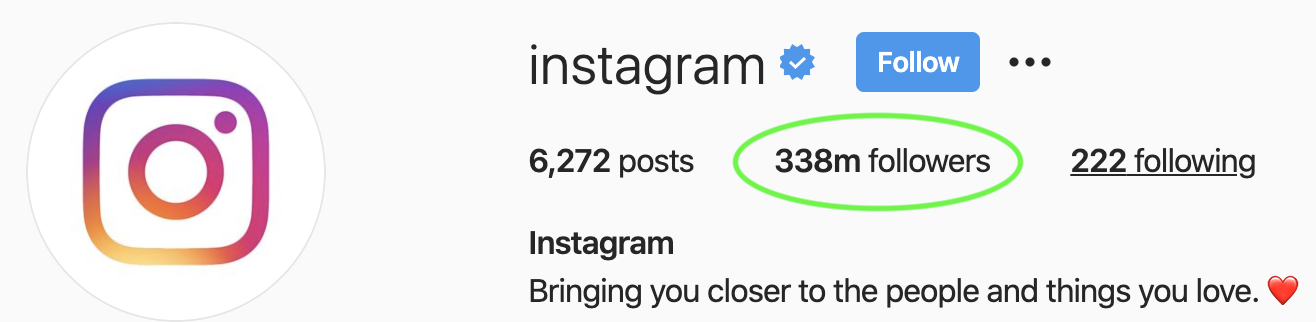 instagram Follow
6,272 posts 338m followers 222 following
Instagram
Bringing you closer to the people and things you love. ❤️